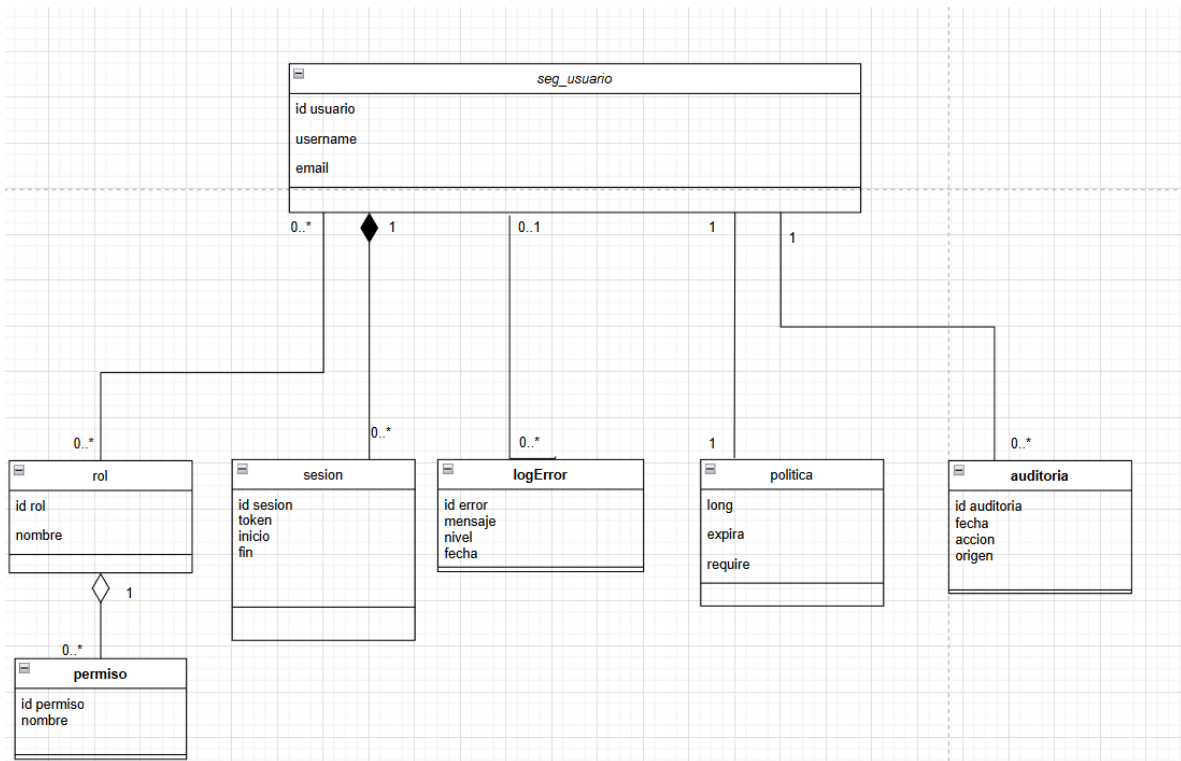 seg_usuario
id usuario
username
email
0..*
1
0..1
1
1
0..*
0..*
0..*
1
0..*
rol
id rol
nombre
sesion
id sesion
token
inicio
fin
logError
id error
mensaje
nivel
fecha
politica
long
expira
require
auditoria
id auditoria
fecha
accion
origen
1
0..*
permiso
id permiso
nombre